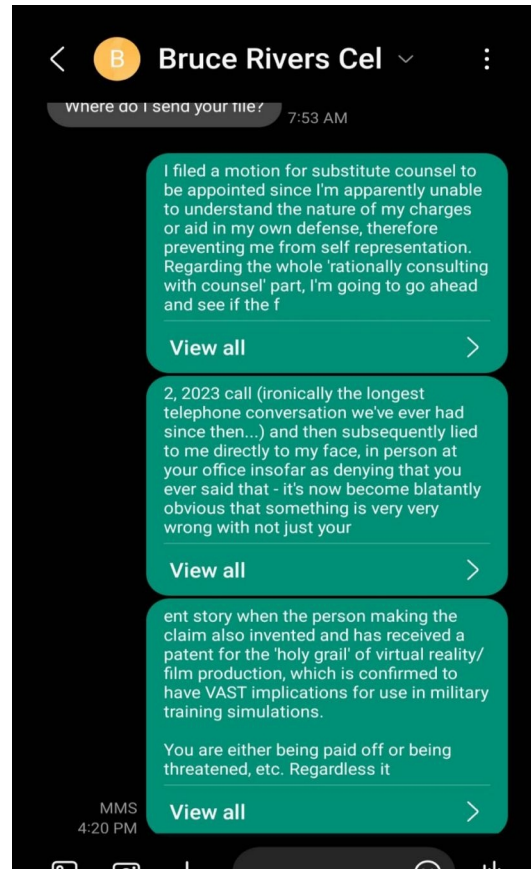 B
Bruce Rivers Cel
Where do I send your file?
7:53 AM
I filed a motion for substitute counsel to
be appointed since I'm apparently unable
to understand the nature of my charges
or aid in my own defense, therefore
preventing me from self representation.
Regarding the whole 'rationally consulting
with counsel' part, I'm going to go ahead
and see if the f
View all
2, 2023 call (ironically the longest
telephone conversation we've ever had
since then...) and then subsequently lied
to me directly to my face, in person at
your office insofar as denying that you
ever said that - it's now become blatantly
obvious that something is very very
wrong with not just your
View all
ent story when the person making the
claim also invented and has received a
patent for the 'holy grail' of virtual reality/
film production, which is confirmed to
have VAST implications for use in military
training simulations.
You are either being paid off or being
threatened, etc. Regardless it
View all
MMS
4:20 PM